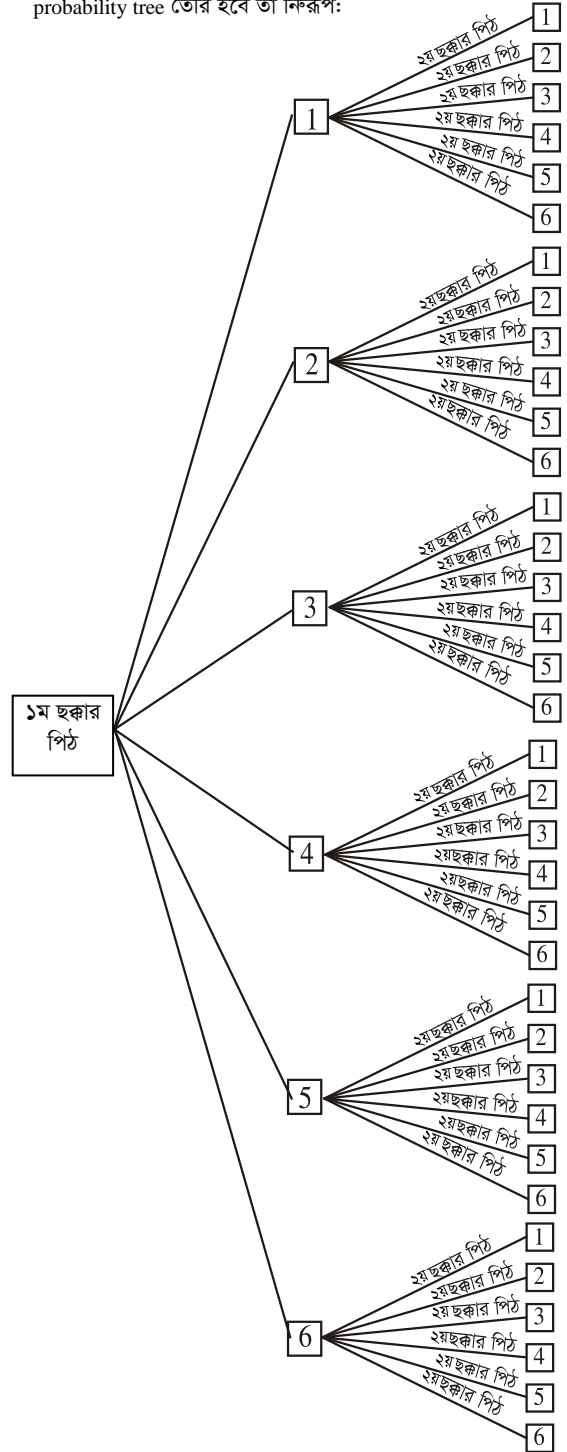 probability tree তৈরি হবে তা নিম্নরূপ:
১ম ছক্কার
পিঠ
1
২য় ছক্কার পিঠ 1
২য় ছক্কার পিঠ 2
২য় ছক্কার পিঠ 3
২য় ছক্কার পিঠ 4
২য় ছক্কার পিঠ 5
২য় ছক্কার পিঠ 6
2
২য় ছক্কার পিঠ 1
২য় ছক্কার পিঠ 2
২য় ছক্কার পিঠ 3
২য় ছক্কার পিঠ 4
২য় ছক্কার পিঠ 5
২য় ছক্কার পিঠ 6
3
২য় ছক্কার পিঠ 1
২য় ছক্কার পিঠ 2
২য় ছক্কার পিঠ 3
২য় ছক্কার পিঠ 4
২য় ছক্কার পিঠ 5
২য় ছক্কার পিঠ 6
4
২য় ছক্কার পিঠ 1
২য় ছক্কার পিঠ 2
২য় ছক্কার পিঠ 3
২য় ছক্কার পিঠ 4
২য় ছক্কার পিঠ 5
২য় ছক্কার পিঠ 6
5
২য় ছক্কার পিঠ 1
২য় ছক্কার পিঠ 2
২য় ছক্কার পিঠ 3
২য় ছক্কার পিঠ 4
২য় ছক্কার পিঠ 5
২য় ছক্কার পিঠ 6
6
২য় ছক্কার পিঠ 1
২য় ছক্কার পিঠ 2
২য় ছক্কার পিঠ 3
২য় ছক্কার পিঠ 4
২য় ছক্কার পিঠ 5
২য় ছক্কার পিঠ 6